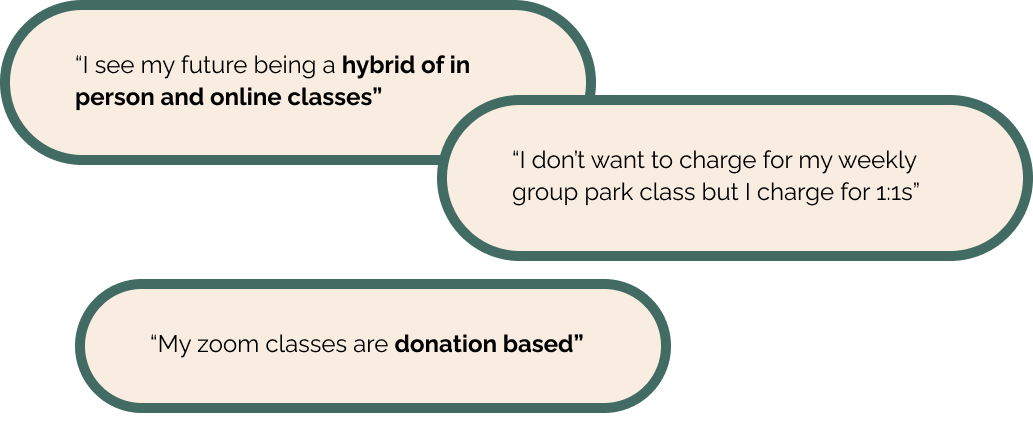 “I see my future being a hybrid of in
person and online classes”
“I don’t want to charge for my weekly
group park class but I charge for 1:1s”
“My zoom classes are donation based”